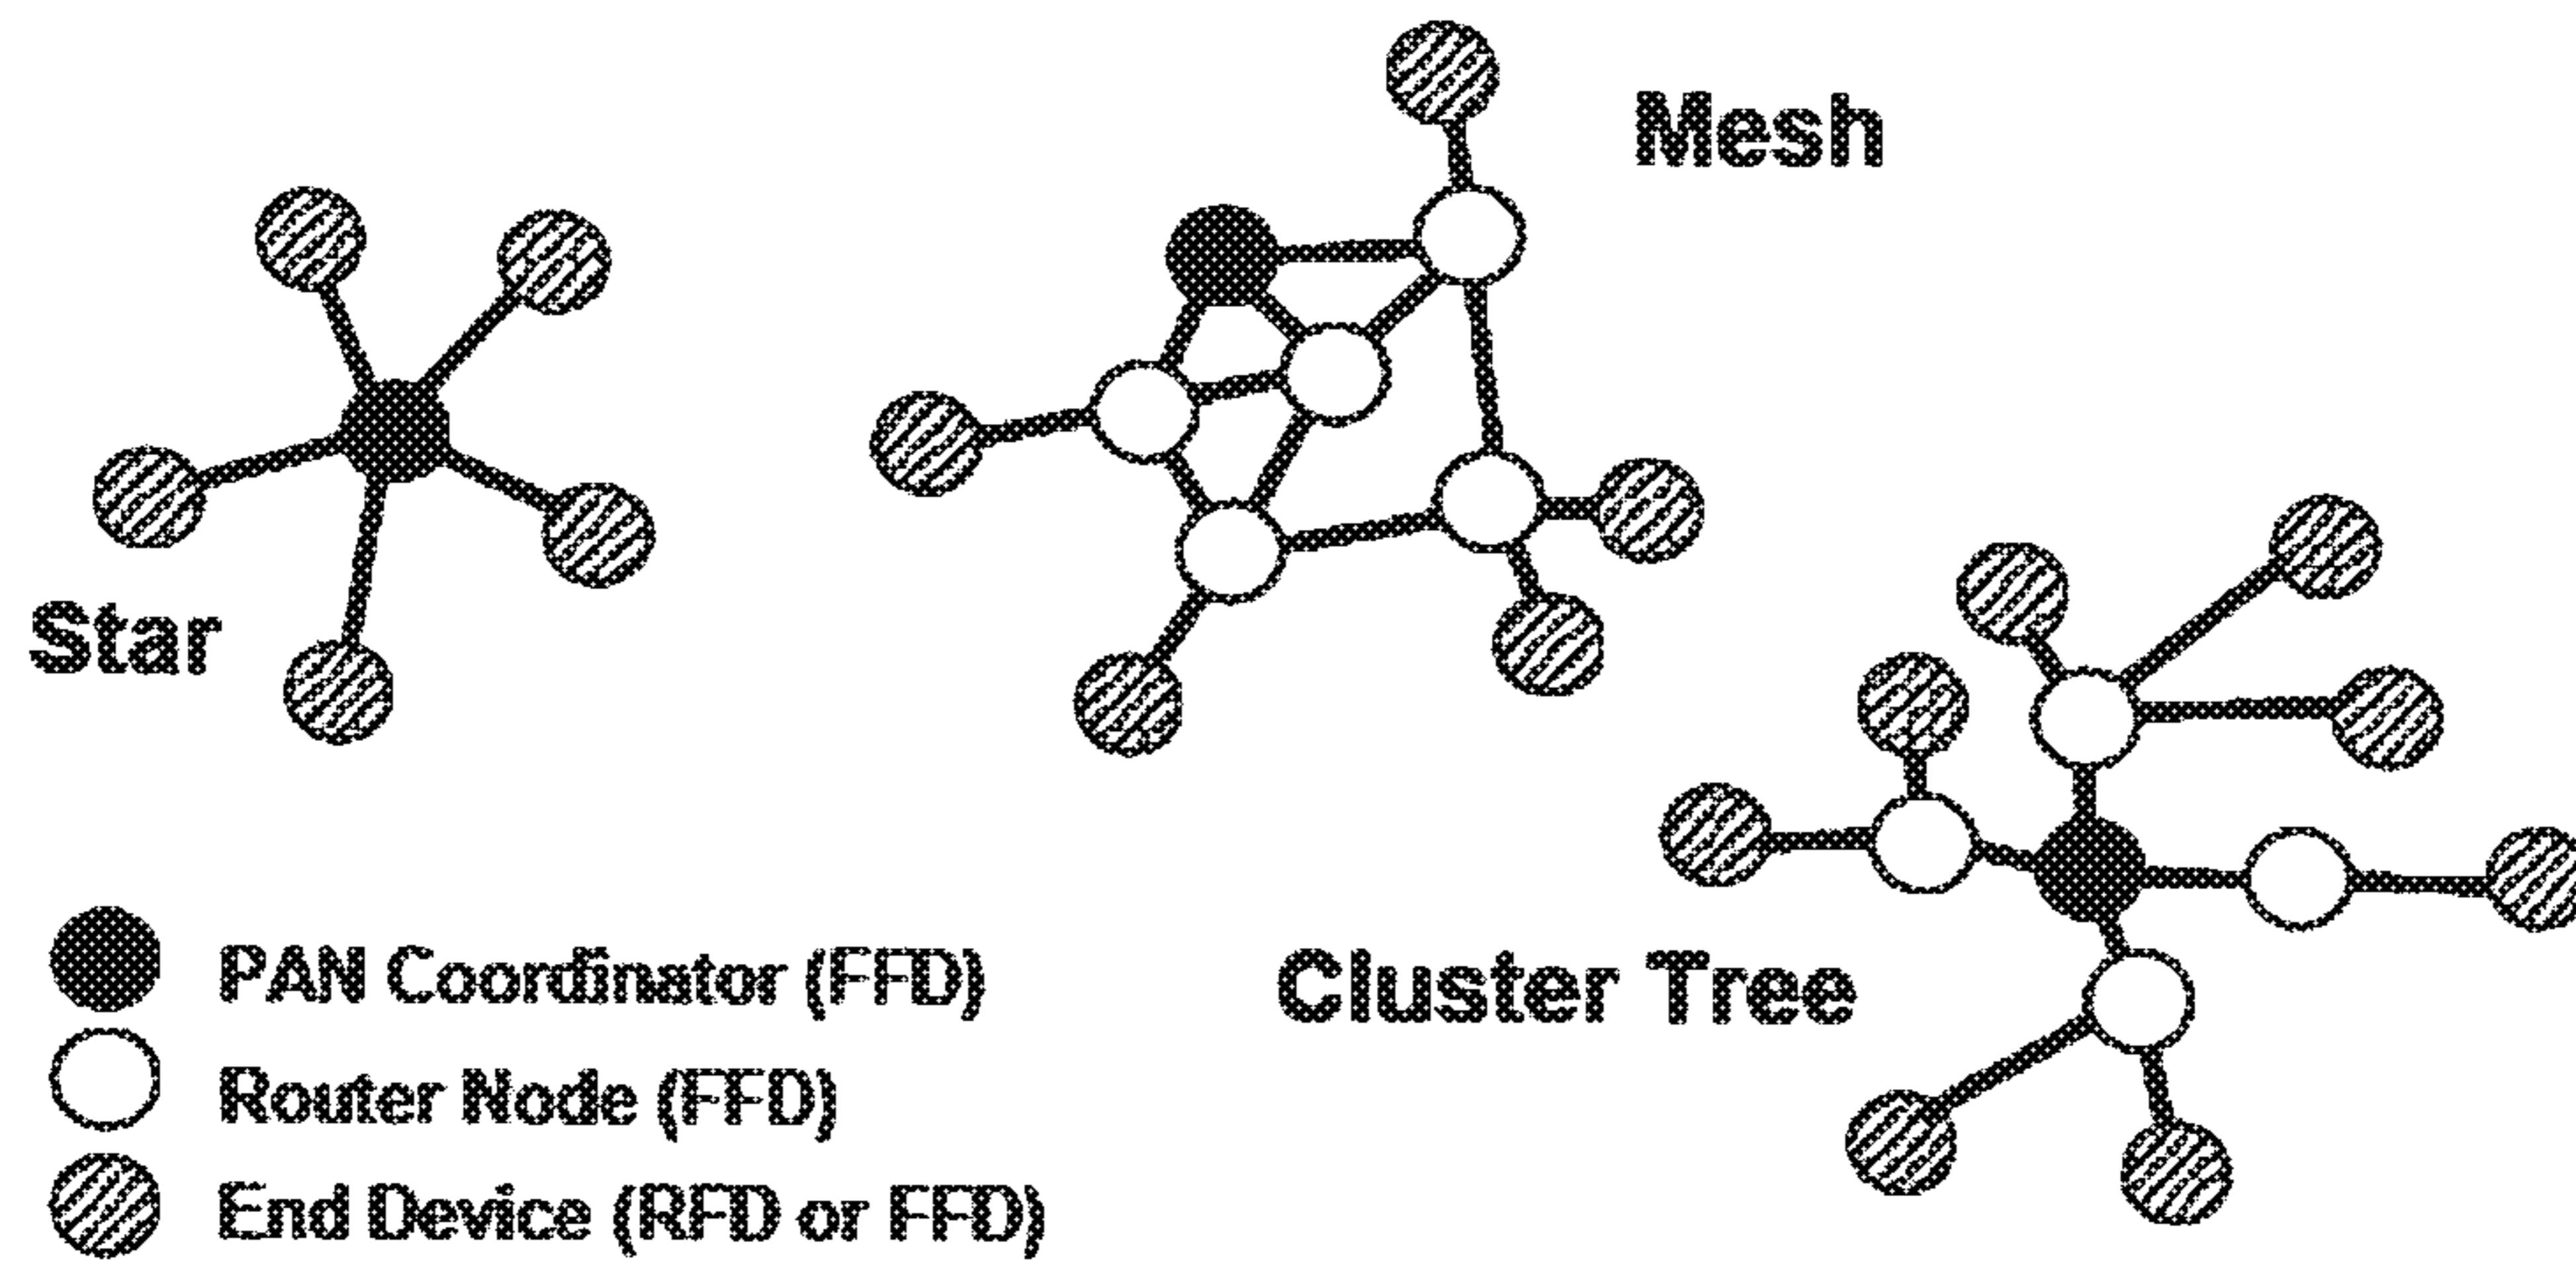 Mesh
Star
Cluster Tree
PAN Coordinator (FFD)
Router Node (FFD)
End Device (RFD or FFD)